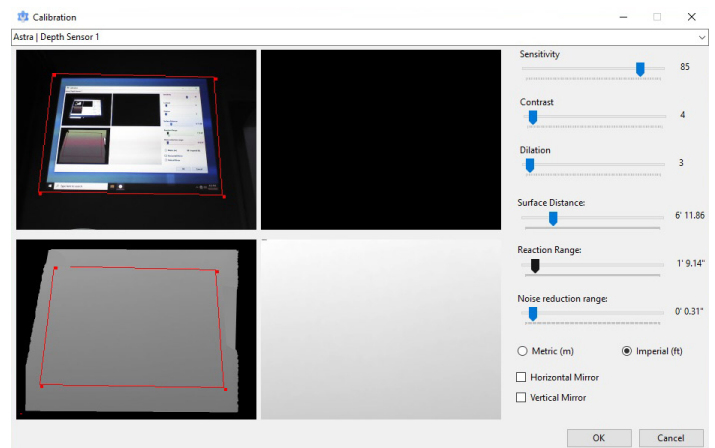 Calibration
Astra | Depth Sensor 1
Sensitivity
85
Contrast
4
Dilation
3
Surface Distance:
6' 11.86
Reaction Range:
1' 9.14"
Noise reduction range:
0' 0.31"
Metric (m)
Imperial (ft)
Horizontal Mirror
Vertical Mirror
OK
Cancel